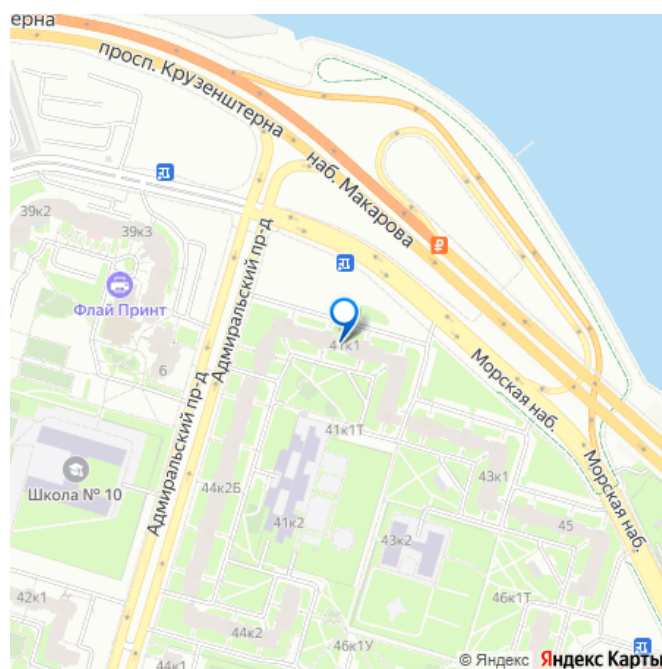 ерна
просп. Крузенштерна
наб. Макарова
39к2
39к3
Флай Принт
Адмиральский пр-д
6
41к1
Морская наб.
Адмиральский пр-д
41к1Т
Школа № 10
44к2Б
43к1
Морская наб.
41к2
43к2
45
42к1
46к1Т
44к2
46к1У
44к1
© Яндекс Яндекс Карты